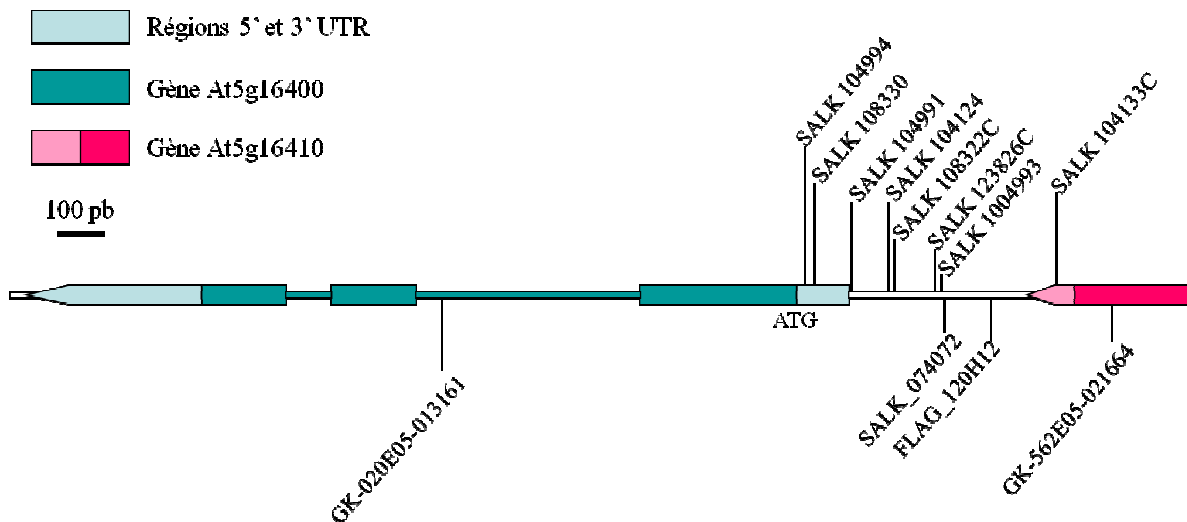 Régions 5' et 3' UTR
Gène At5g16400
Gène At5g16410
100 pb
SALK 104994
SALK 108330
SALK 104991
SALK 104124
SALK 108322C
SALK 123826C
SALK 1004993
SALK 104133C
ATG
GK-020E05-013161
SALK_074072
FLAG_120H12
GK-562E05-021664